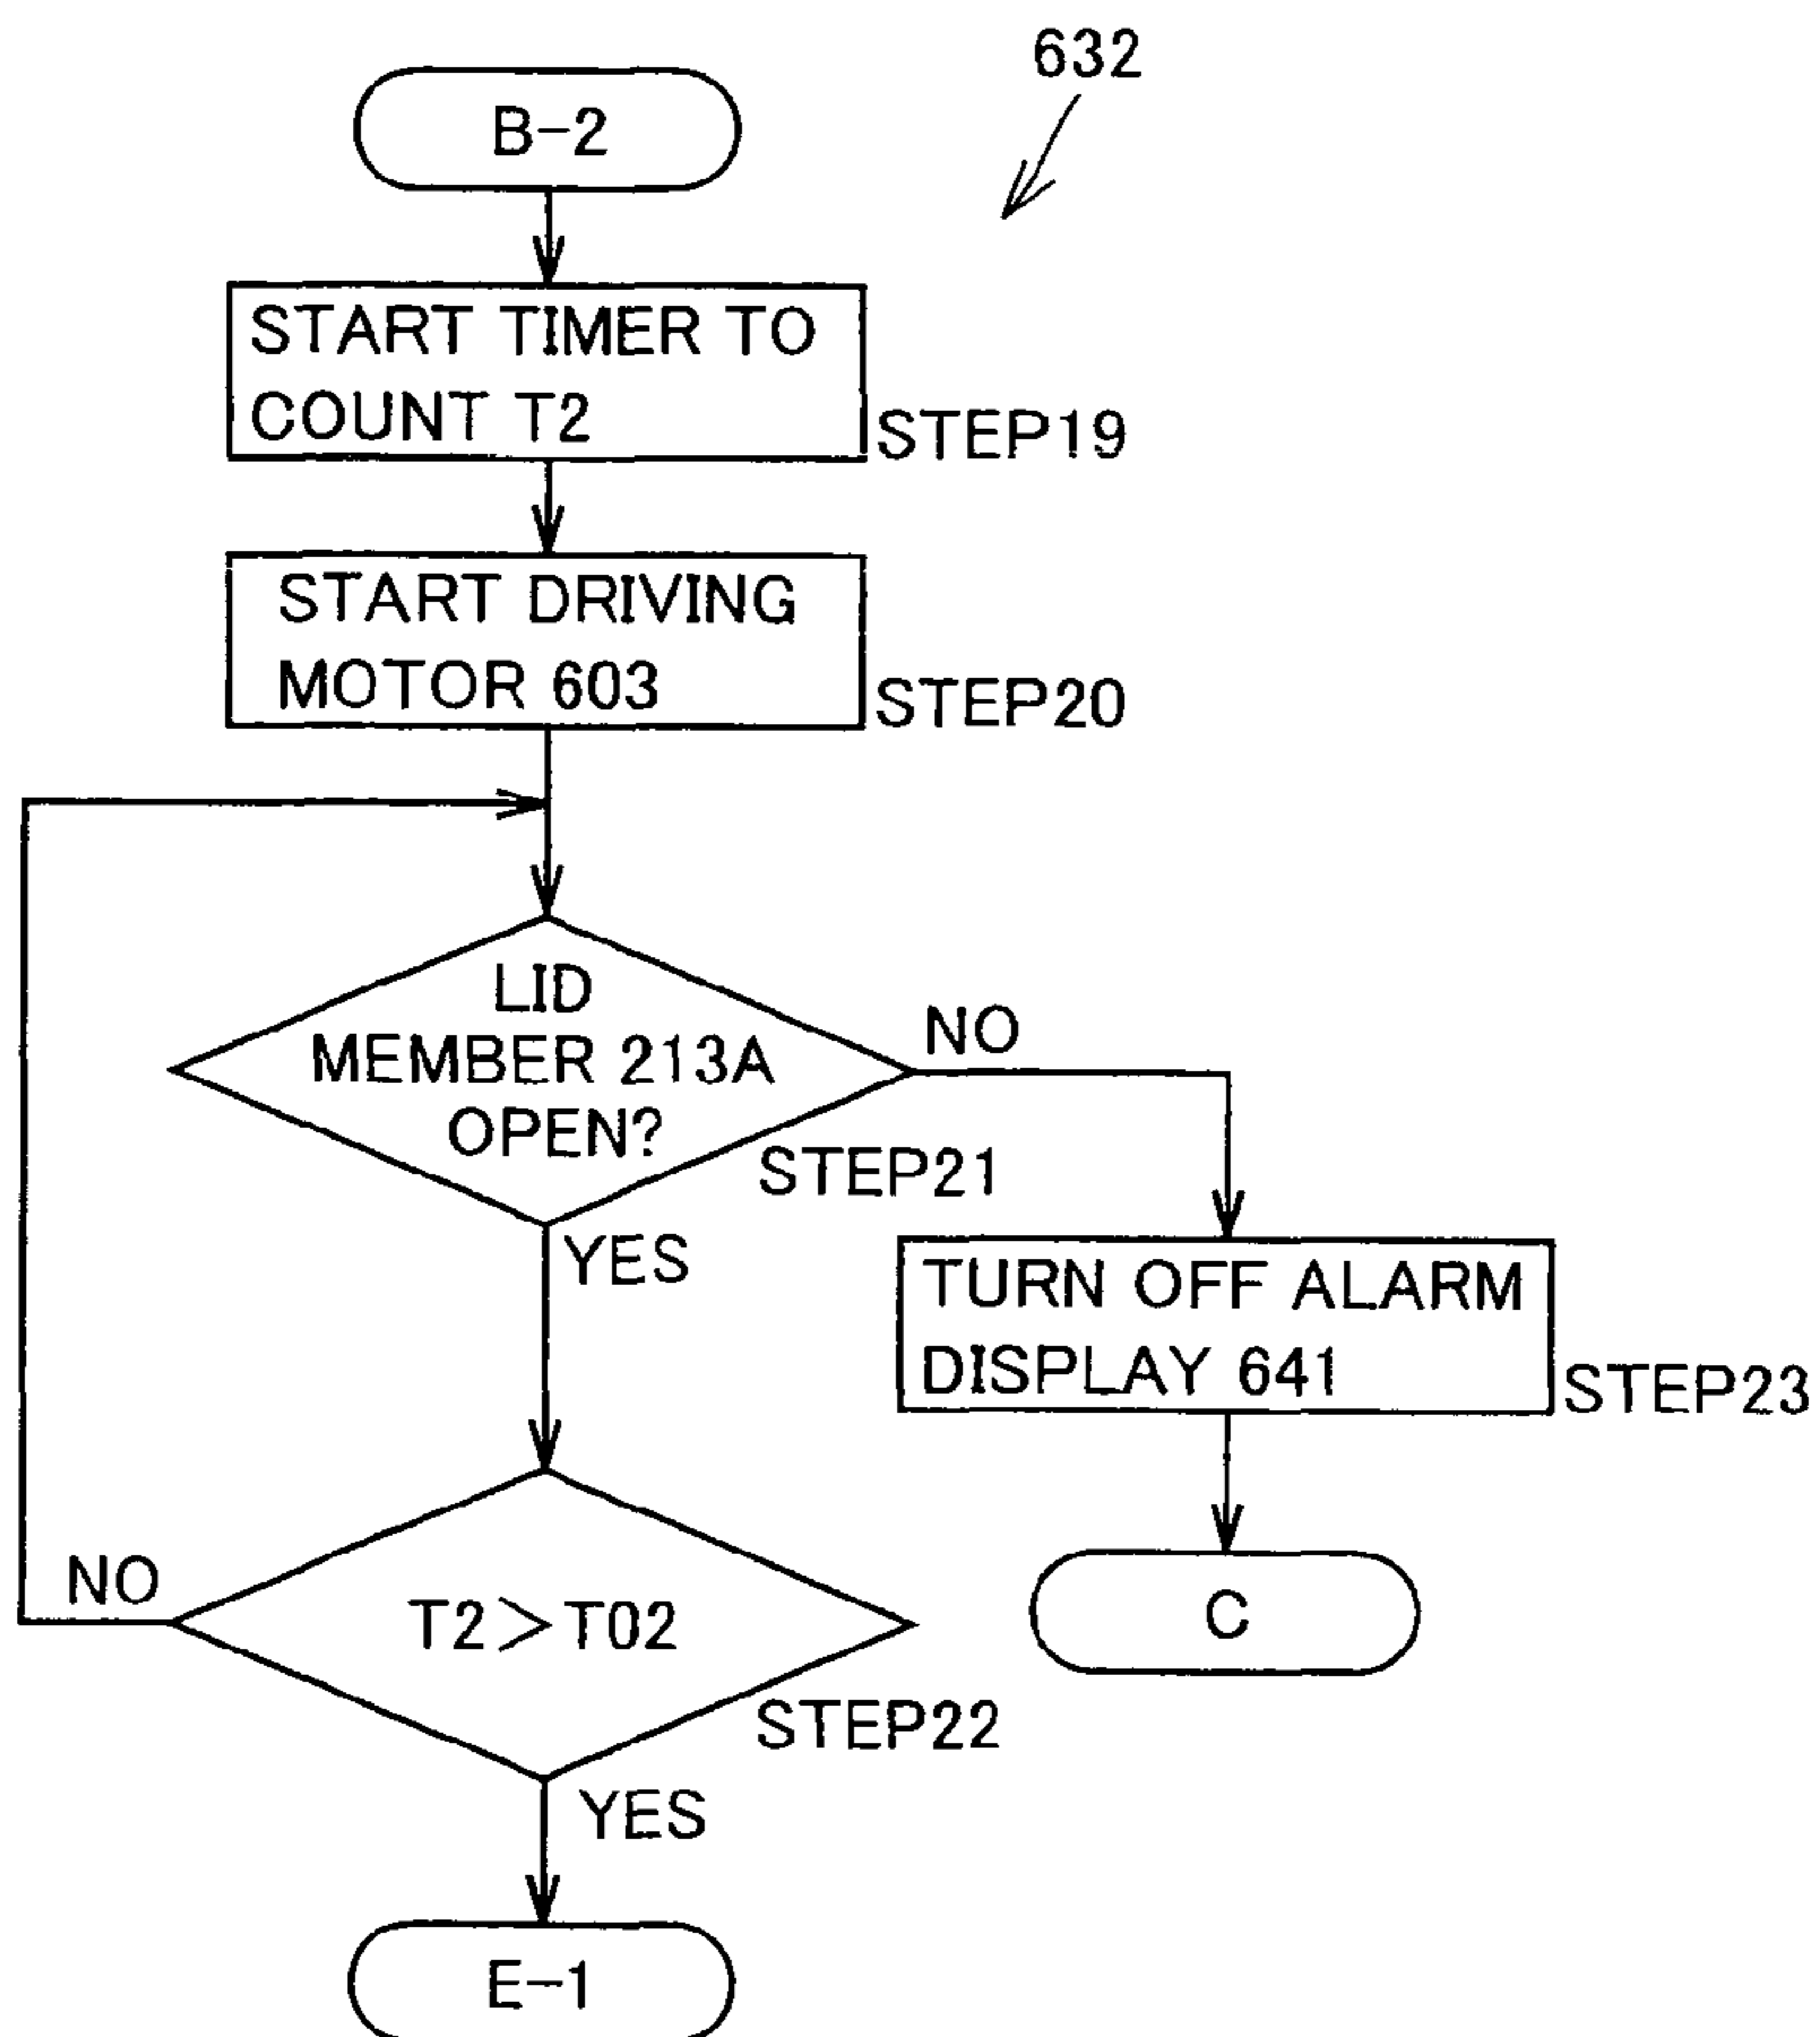 632
B-2
START TIMER TO
COUNT T2
STEP19
START DRIVING
MOTOR 603
STEP20
LID
MEMBER 213A
OPEN?
NO
STEP21
YES
TURN OFF ALARM
DISPLAY 641
STEP23
NO
T2>T02
C
STEP22
YES
E-1